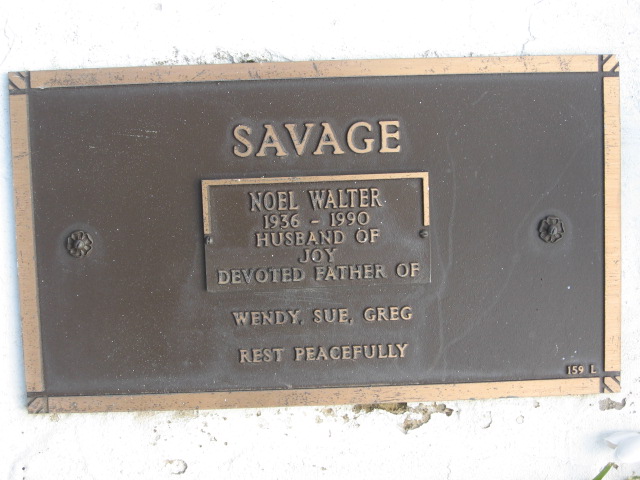 SAVAGE
NOEL WALTER
1936 - 1990
HUSBAND OF
JOY
DEVOTED FATHER OF
WENDY, SUE, GREG
REST PEACEFULLY
159 L